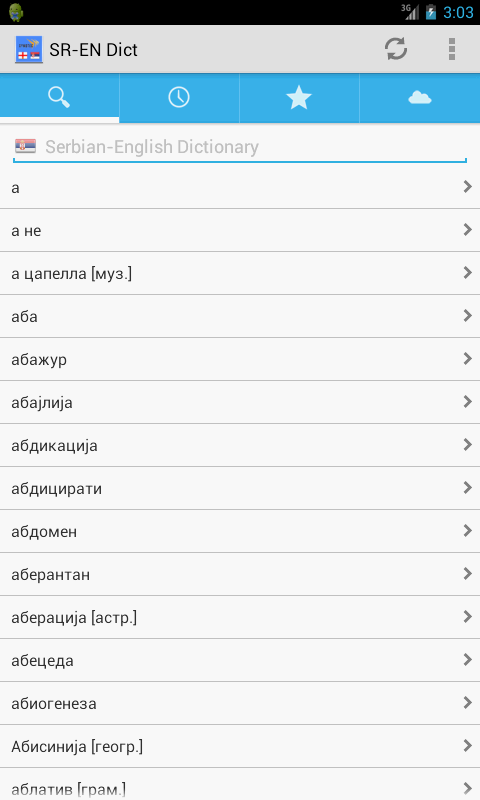 3G
3:03
SR-EN Dict
Serbian-English Dictionary
а
а не
а цапелла [муз.]
аба
абажур
абајлија
абдикација
абдицирати
абдомен
аберантан
аберација [астр.]
абецеда
абиогенеза
Абисинија [геогр.]
аблатив [грам.]